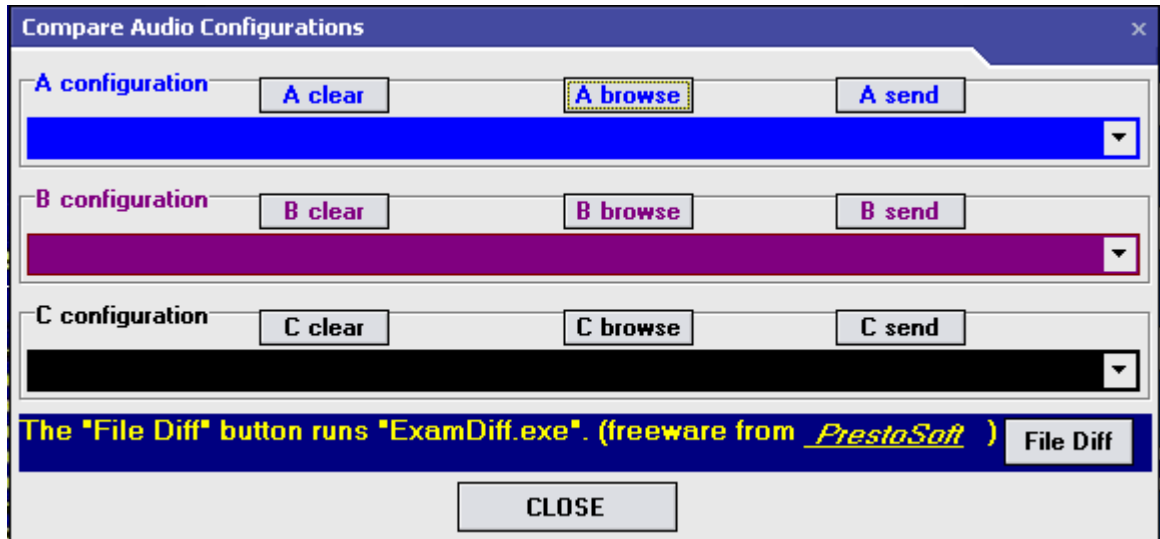 Compare Audio Configurations
A configuration A clear A browse A send
B configuration B clear B browse B send
C configuration C clear C browse C send
The "File Diff" button runs "ExamDiff.exe". (freeware from PrestoSoft ) File Diff
CLOSE